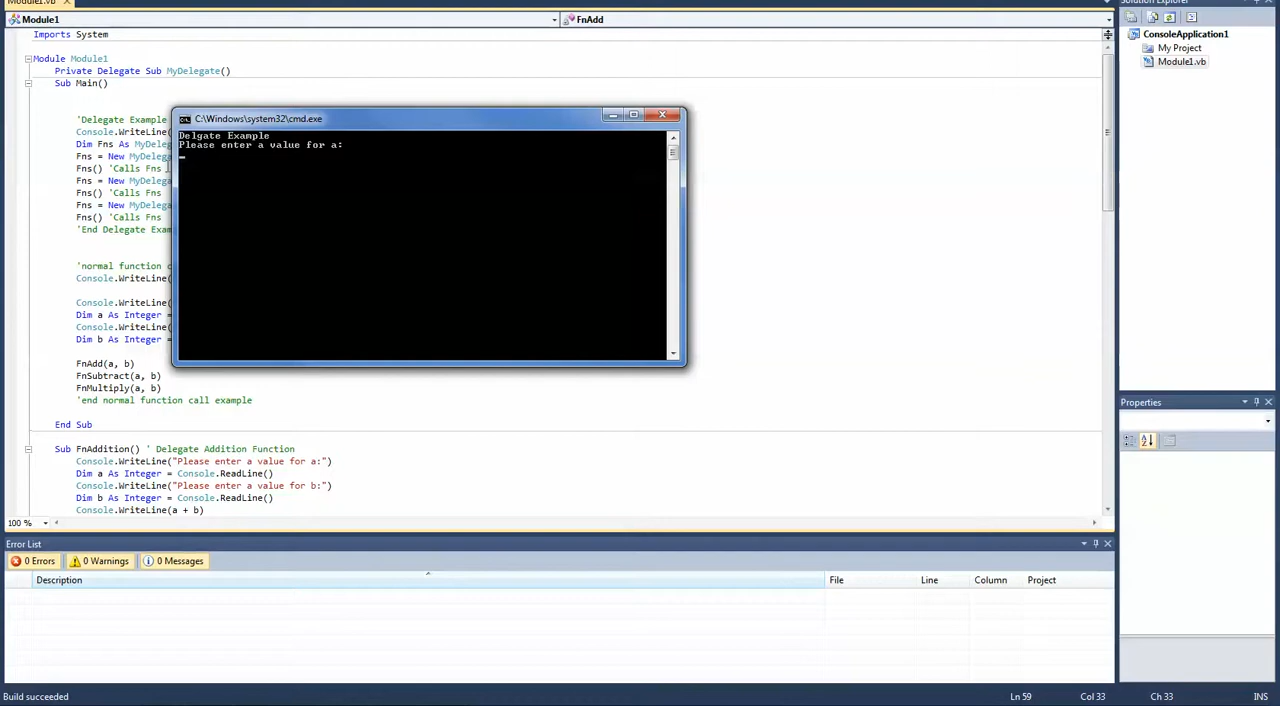 Module1.vb
Solution Explorer
Module1
FnAdd
Imports System
Module Module1
Private Delegate Sub MyDelegate()
Sub Main()
'Delegate Example
Console.WriteLine(
Dim Fns As MyDeleg
Fns = New MyDelega
Fns() 'Calls Fns
Fns = New MyDelega
Fns() 'Calls Fns
Fns = New MyDelega
Fns() 'Calls Fns
'End Delegate Exam
'normal function c
Console.WriteLine(
Console.WriteLine(
Dim a As Integer =
Console.WriteLine(
Dim b As Integer =
FnAdd(a, b)
FnSubtract(a, b)
FnMultiply(a, b)
'end normal function call example
End Sub
Sub FnAddition() ' Delegate Addition Function
Console.WriteLine("Please enter a value for a:")
Dim a As Integer = Console.ReadLine()
Console.WriteLine("Please enter a value for b:")
Dim b As Integer = Console.ReadLine()
Console.WriteLine(a + b)
C:\Windows\system32\cmd.exe
Delgate Example
Please enter a value for a:
ConsoleApplication1
My Project
Module1.vb
Properties
100 %
Error List
0 Errors
0 Warnings
0 Messages
Description
File
Line
Column
Project
Build succeeded
Ln 59
Col 33
Ch 33
INS